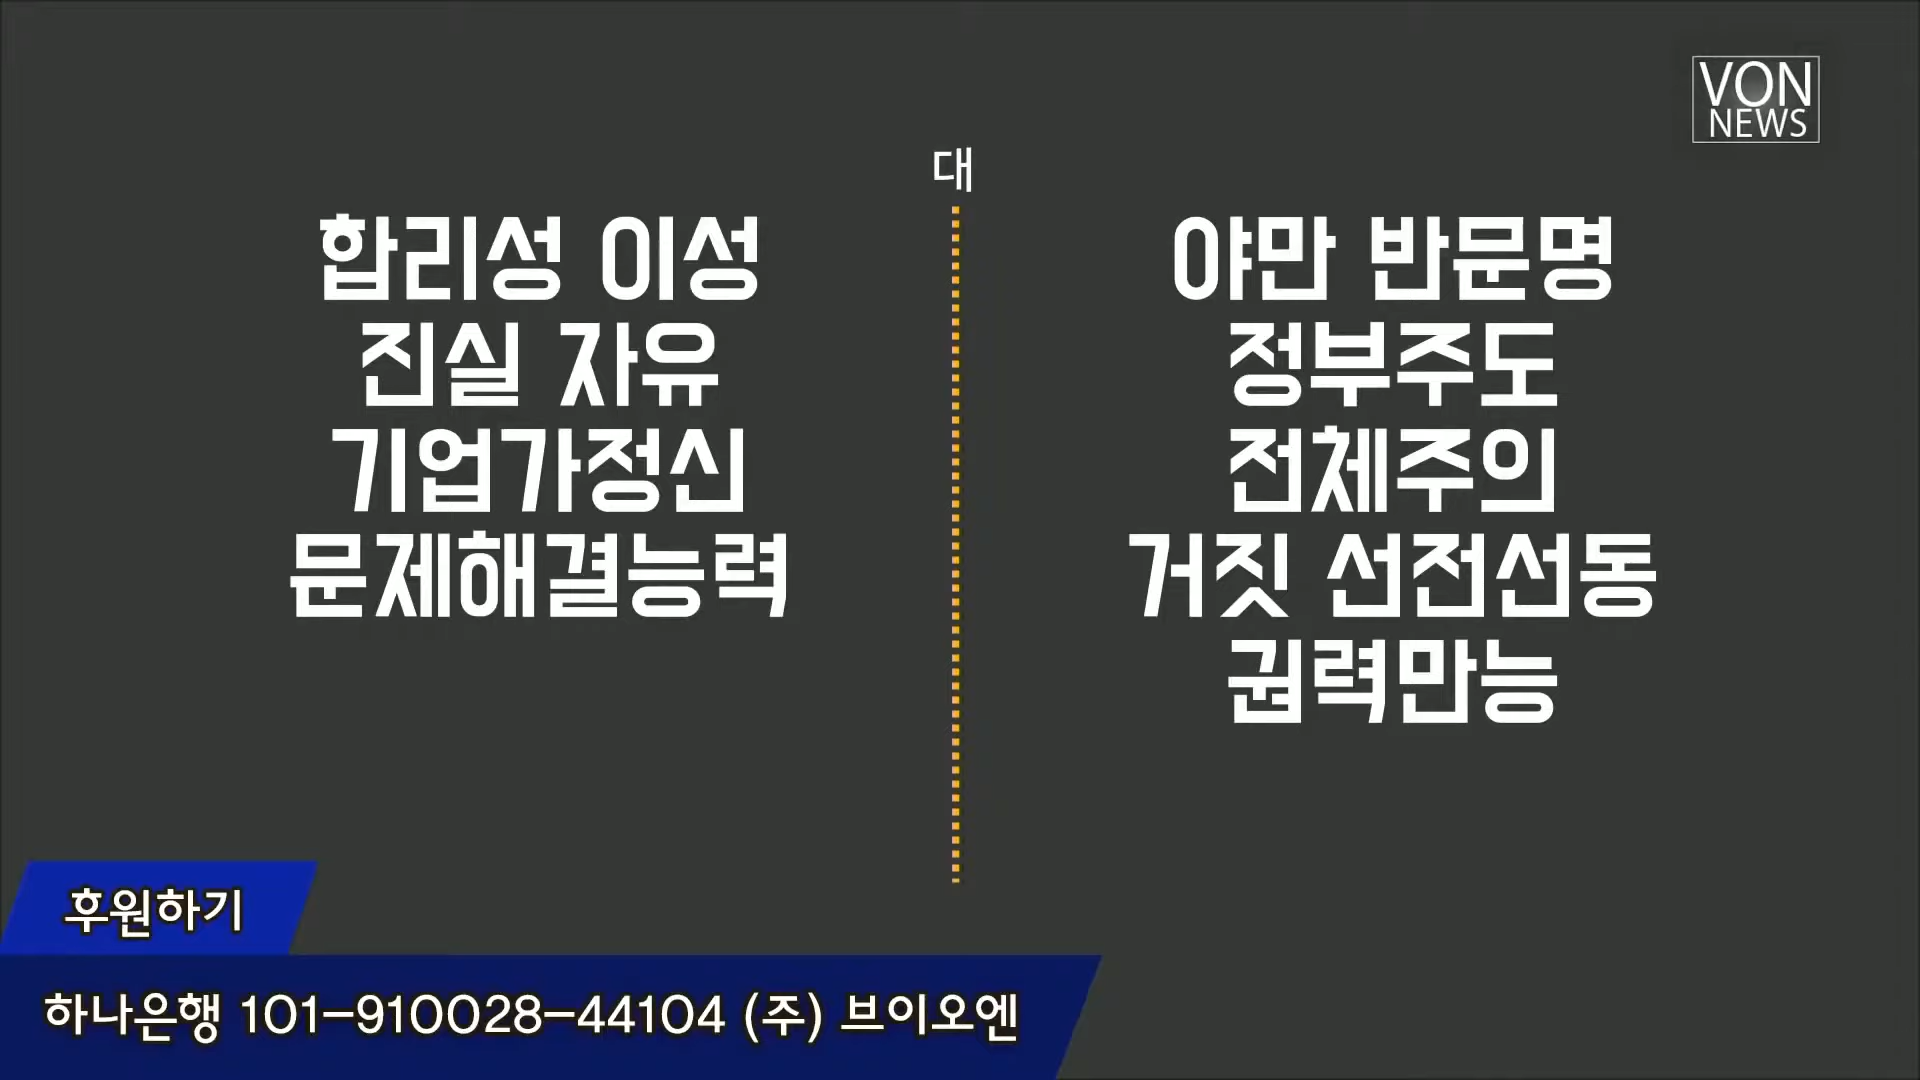 VON
NEWS
대
합리성 이성
진실 자유
기업가정신
문제해결능력
야만 반문명
정부주도
전체주의
거짓 선전선동
권력만능
후원하기
하나은행 101-910028-44104 (주) 브이오엔